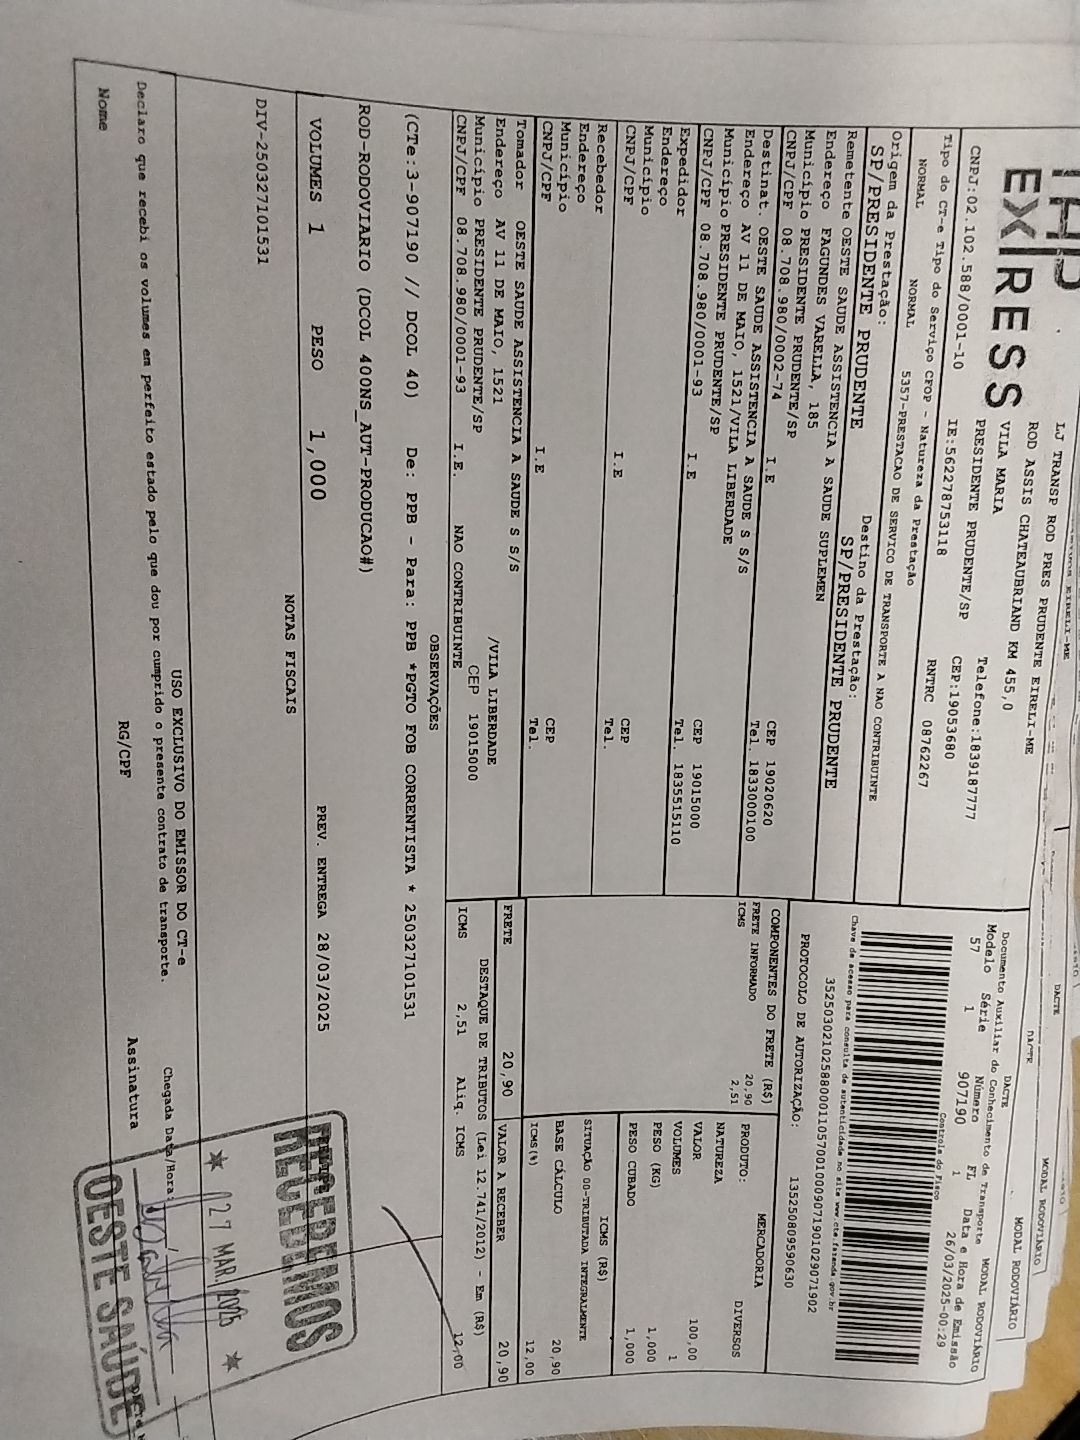 EX RESS
LJ TRANSP ROD PRES PRUDENTE EIRELI-ME
ROD ASSIS CHATEAUBRIAND KM 455,0
VILA MARIA
PRESIDENTE PRUDENTE/SP Telefone:1839187777
CNPJ:02.102.588/0001-10 IE:562278753118 CEP:19053680
Tipo do CT-e Tipo do Serviço CFOP - Natureza da Prestação RNTRC 08762267
NORMAL NORMAL 5357-PRESTACAO DE SERVICO DE TRANSPORTE A NAO CONTRIBUINTE
DACTE MODAL RODOVIÁRIO
Documento Auxiliar do Conhecimento de Transporte
Modelo Série Número FL Data e Hora de Emissão
57 1 907190 1 26/03/2025-00:29
Controle do Fisco
Chave de acesso para consulta de autenticidade no site www.cte.fazenda.gov.br
35250302102588000110570010009071901029071902
PROTOCOLO DE AUTORIZAÇÃO: 135250809590630
Origem da Prestação: Destino da Prestação:
SP/PRESIDENTE PRUDENTE SP/PRESIDENTE PRUDENTE
Remetente OESTE SAUDE ASSISTENCIA A SAUDE SUPLEMEN
Endereço FAGUNDES VARELLA, 185
Município PRESIDENTE PRUDENTE/SP CEP 19020620
CNPJ/CPF 08.708.980/0002-74 I.E Tel. 1833000100
Destinat. OESTE SAUDE ASSISTENCIA A SAUDE S S/S
Endereço AV 11 DE MAIO, 1521/VILA LIBERDADE
Município PRESIDENTE PRUDENTE/SP CEP 19015000
CNPJ/CPF 08.708.980/0001-93 I.E Tel. 1835515110
Expedidor
Endereço
Município CEP
CNPJ/CPF I.E Tel.
Recebedor
Endereço
Município CEP
CNPJ/CPF I.E Tel.
Tomador OESTE SAUDE ASSISTENCIA A SAUDE S S/S
Endereço AV 11 DE MAIO, 1521 /VILA LIBERDADE
Município PRESIDENTE PRUDENTE/SP CEP 19015000
CNPJ/CPF 08.708.980/0001-93 I.E. NAO CONTRIBUINTE
COMPONENTES DO FRETE (R$)
FRETE INFORMADO 20,90
ICMS 2,51
PRODUTO: MERCADORIA
NATUREZA DIVERSOS
VALOR 100,00
VOLUMES 1
PESO (KG) 1,000
PESO CUBADO 1,000
ICMS (R$)
SITUAÇÃO 00-TRIBUTADA INTEGRALMENTE
BASE CÁLCULO 20,90
ICMS(%) 12,00
FRETE 20,90 VALOR A RECEBER 20,90
DESTAQUE DE TRIBUTOS (Lei 12.741/2012) - Em (R$)
ICMS 2,51 Aliq. ICMS 12,00
OBSERVAÇÕES
(CTe.:3-907190 // DCOL 40) De: PPB - Para: PPB *PGTO FOB CORRENTISTA * 250327101531
ROD-RODOVIARIO (DCOL 400NS_AUT-PRODUCAO#)
VOLUMES 1 PESO 1,000 PREV. ENTREGA 28/03/2025
NOTAS FISCAIS
DIV-250327101531
USO EXCLUSIVO DO EMISSOR DO CT-e
Declaro que recebi os volumes em perfeito estado pelo que dou por cumprido o presente contrato de transporte.
Chegada Data/Hora:
Nome RG/CPF Assinatura
RECEBEMOS
27 MAR. 2025
OESTE SAÚDE